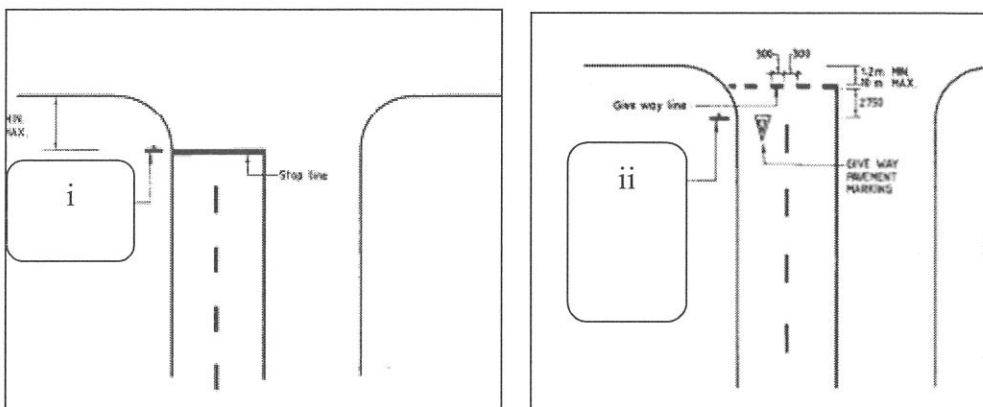 MIN.
MAX.
i
Stop line
300 300
1.2m MIN.
MAX.
Give way line
2750
ii
GIVE WAY
PAVEMENT
MARKING